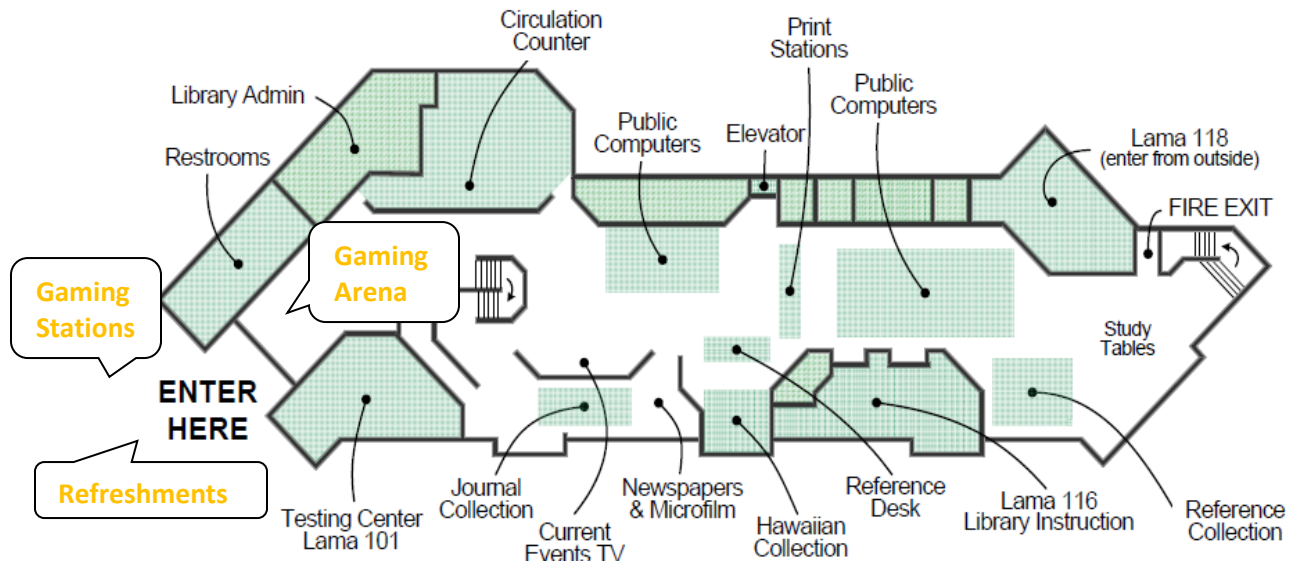 Circulation
Counter
Print
Stations
Public
Computers
Library Admin
Public
Computers
Elevator
Lama 118
(enter from outside)
Restrooms
FIRE EXIT
Gaming
Arena
Gaming
Stations
Study
Tables
ENTER
HERE
Refreshments
Testing Center
Lama 101
Journal
Collection
Current
Events TV
Newspapers
& Microfilm
Hawaiian
Collection
Reference
Desk
Lama 116
Library Instruction
Reference
Collection